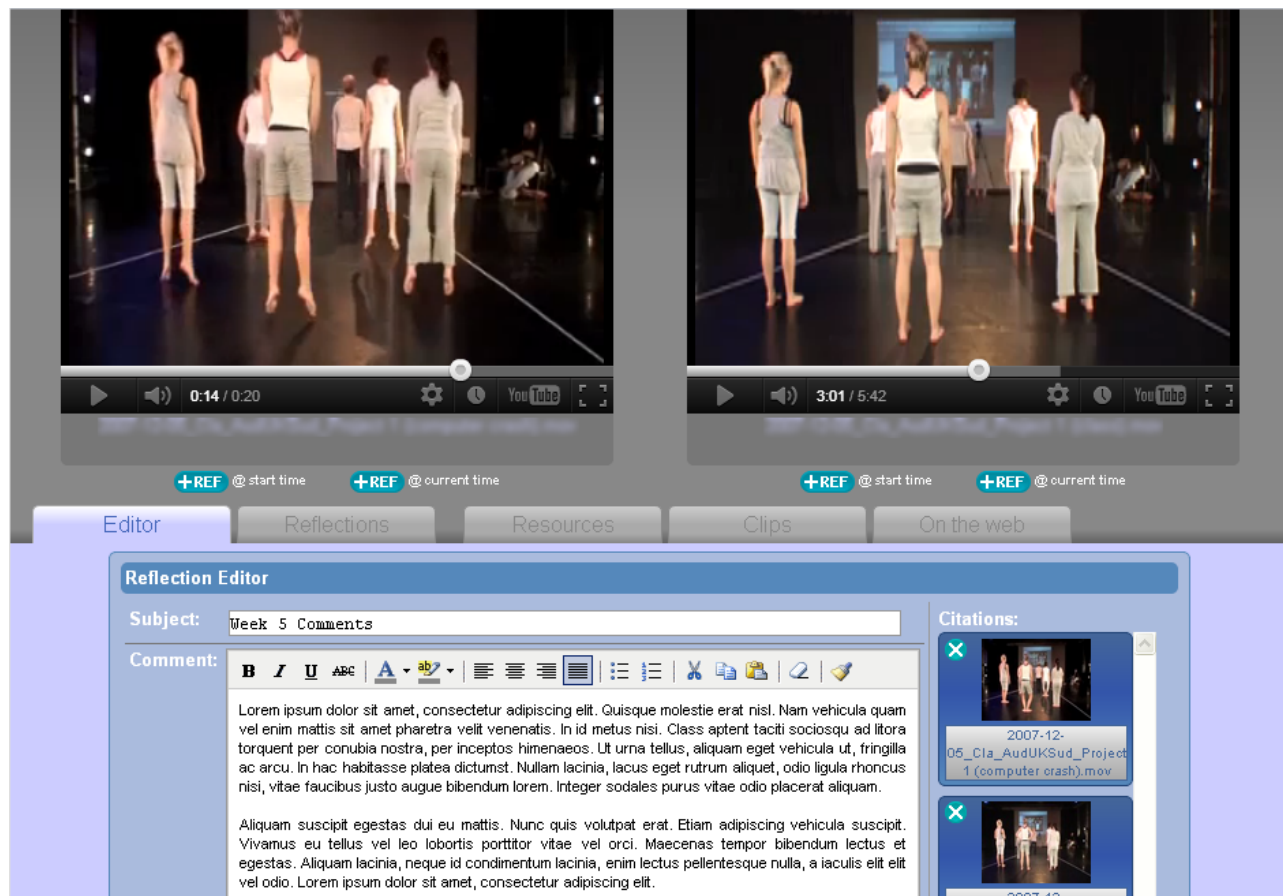 0:14 / 0:20
YouTube
3:01 / 5:42
YouTube
+REF @ start time +REF @ current time
+REF @ start time +REF @ current time
Editor Reflections Resources Clips On the web
Reflection Editor
Subject: Week 5 Comments
Comment:
B I U ABC A ab
Lorem ipsum dolor sit amet, consectetur adipiscing elit. Quisque molestie erat nisl. Nam vehicula quam
vel enim mattis sit amet pharetra velit venenatis. In id metus nisi. Class aptent taciti sociosqu ad litora
torquent per conubia nostra, per inceptos himenaeos. Ut urna tellus, aliquam eget vehicula ut, fringilla
ac arcu. In hac habitasse platea dictumst. Nullam lacinia, lacus eget rutrum aliquet, odio ligula rhoncus
nisi, vitae faucibus justo augue bibendum lorem. Integer sodales purus vitae odio placerat aliquam.
Aliquam suscipit egestas dui eu mattis. Nunc quis volutpat erat. Etiam adipiscing vehicula suscipit.
Vivamus eu tellus vel leo lobortis porttitor vitae vel orci. Maecenas tempor bibendum lectus et
egestas. Aliquam lacinia, neque id condimentum lacinia, enim lectus pellentesque nulla, a iaculis elit elit
vel odio. Lorem ipsum dolor sit amet, consectetur adipiscing elit.
Citations:
2007-12-
05_Cla_AudUKSud_Project
1 (computer crash).mov
2007-12-